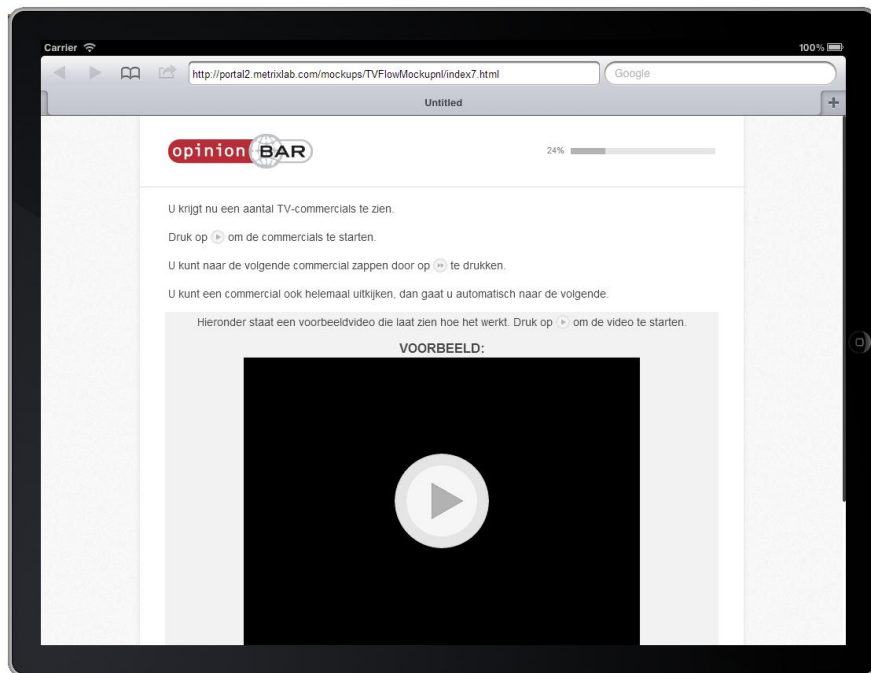 Carrier
100%
http://portal2.metrixlab.com/mockups/TVFlowMockupnl/index7.html
Google
Untitled
opinion BAR
24%
U krijgt nu een aantal TV-commercials te zien.
Druk op om de commercials te starten.
U kunt naar de volgende commercial zappen door op te drukken.
U kunt een commercial ook helemaal uitkijken, dan gaat u automatisch naar de volgende.
Hieronder staat een voorbeeldvideo die laat zien hoe het werkt. Druk op om de video te starten.
VOORBEELD: